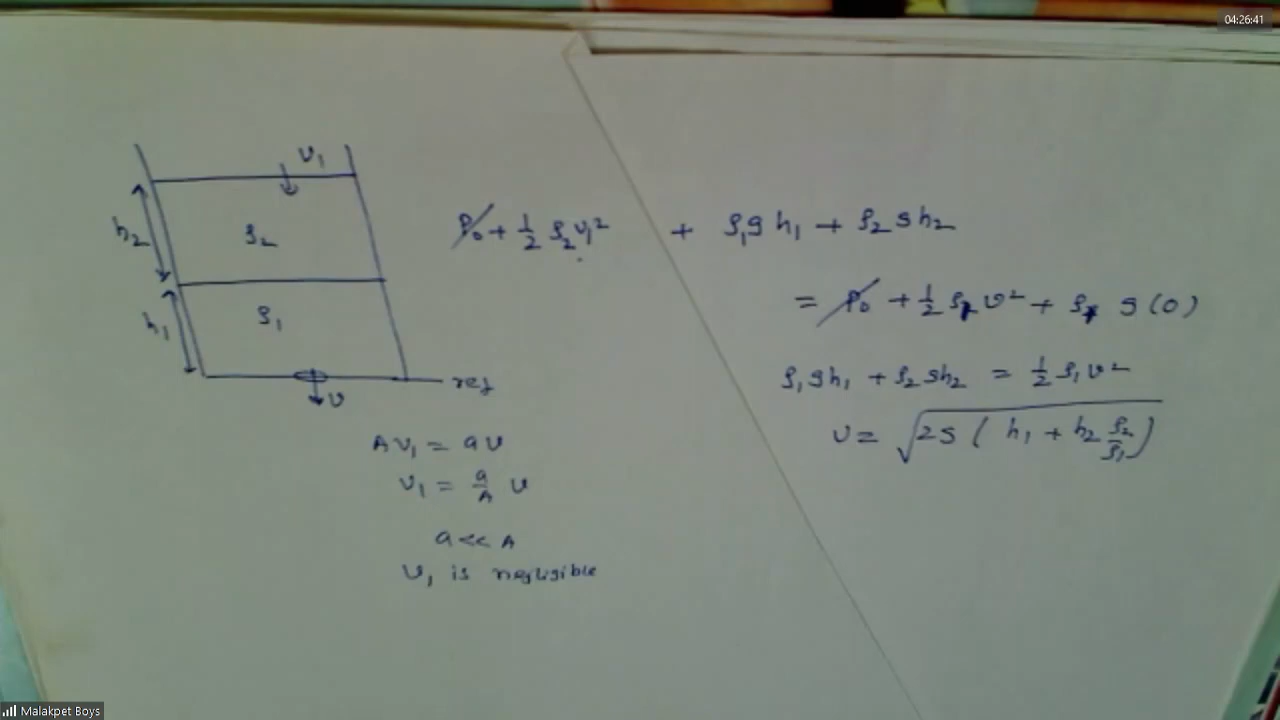 04:26:41
v₁
h₂
ρ₂
h₁
ρ₁
ref
v
P₀ + 1/2 ρ₂v₁² + ρ₁gh₁ + ρ₂gh₂
= P₀ + 1/2 ρ₁v² + ρ₁ g(0)
ρ₁gh₁ + ρ₂gh₂ = 1/2 ρ₁v²
v = √2g(h₁ + h₂ ρ₂/ρ₁)
Av₁ = av
v₁ = a/A v
a << A
v₁ is negligible
Malakpet Boys